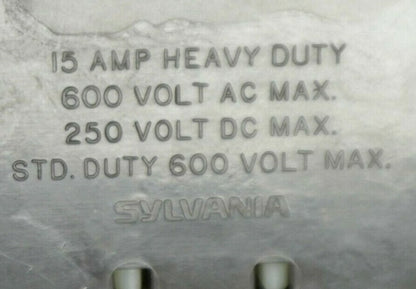 15 AMP HEAVY DUTY
600 VOLT AC MAX.
250 VOLT DC MAX.
STD. DUTY 600 VOLT MAX.
SYLVANIA